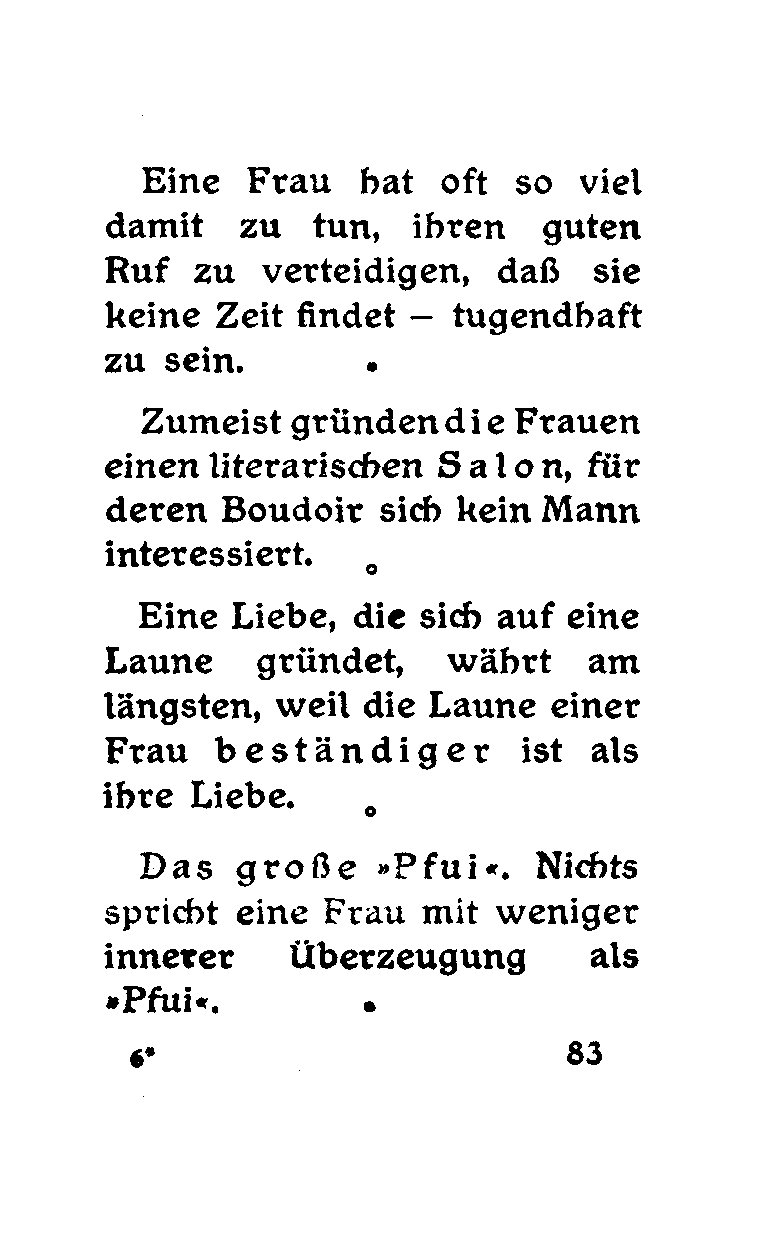 Eine Frau hat oft so viel
damit zu tun, ihren guten
Ruf zu verteidigen, daß sie
keine Zeit findet – tugendhaft
zu sein.
Zumeist gründen die Frauen
einen literarischen Salon, für
deren Boudoir sich kein Mann
interessiert.
Eine Liebe, die sich auf eine
Laune gründet, währt am
längsten, weil die Laune einer
Frau beständiger ist als
ihre Liebe.
Das große »Pfui«. Nichts
spricht eine Frau mit weniger
innerer Überzeugung als
»Pfui«.
6* 83